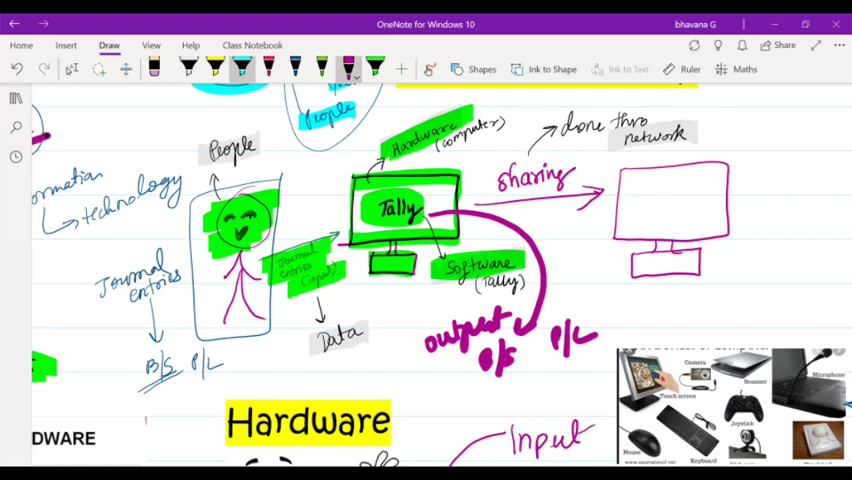 OneNote for Windows 10
bhavana G
Home
Insert
Draw
View
Help
Class Notebook
Share
Shapes
Ink to Shape
Ink to Text
Ruler
Maths
People
Hardware
(computer)
done thro
network
People
sharing
ormation
technology
Tally
Journal
entries
(input)
Software
(Tally)
Journal
entries
Data
output
B/S P/L
B/S P/L
Hardware
DWARE
Input
Camera
Scanner
Microphone
Touch screen
Joystick
Mouse
Keyboard